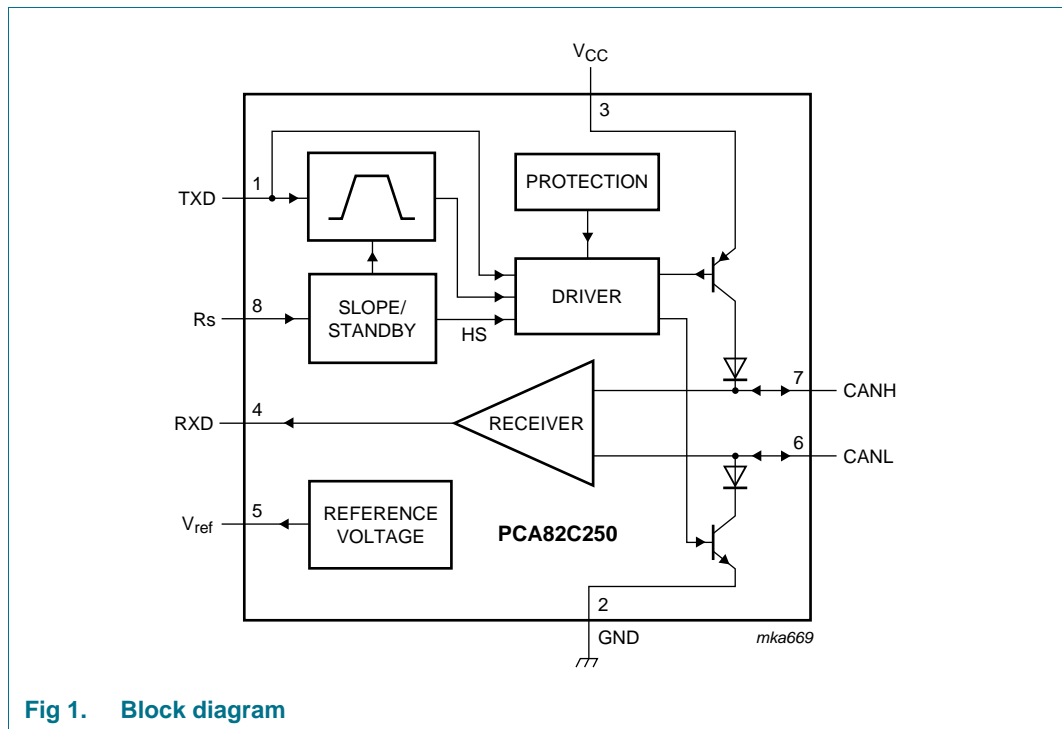 VCC
3
TXD
1
PROTECTION
Rs
8
SLOPE/
STANDBY
HS
DRIVER
7
CANH
RXD
4
RECEIVER
6
CANL
Vref
5
REFERENCE
VOLTAGE
PCA82C250
2
GND
mka669
Fig 1. Block diagram